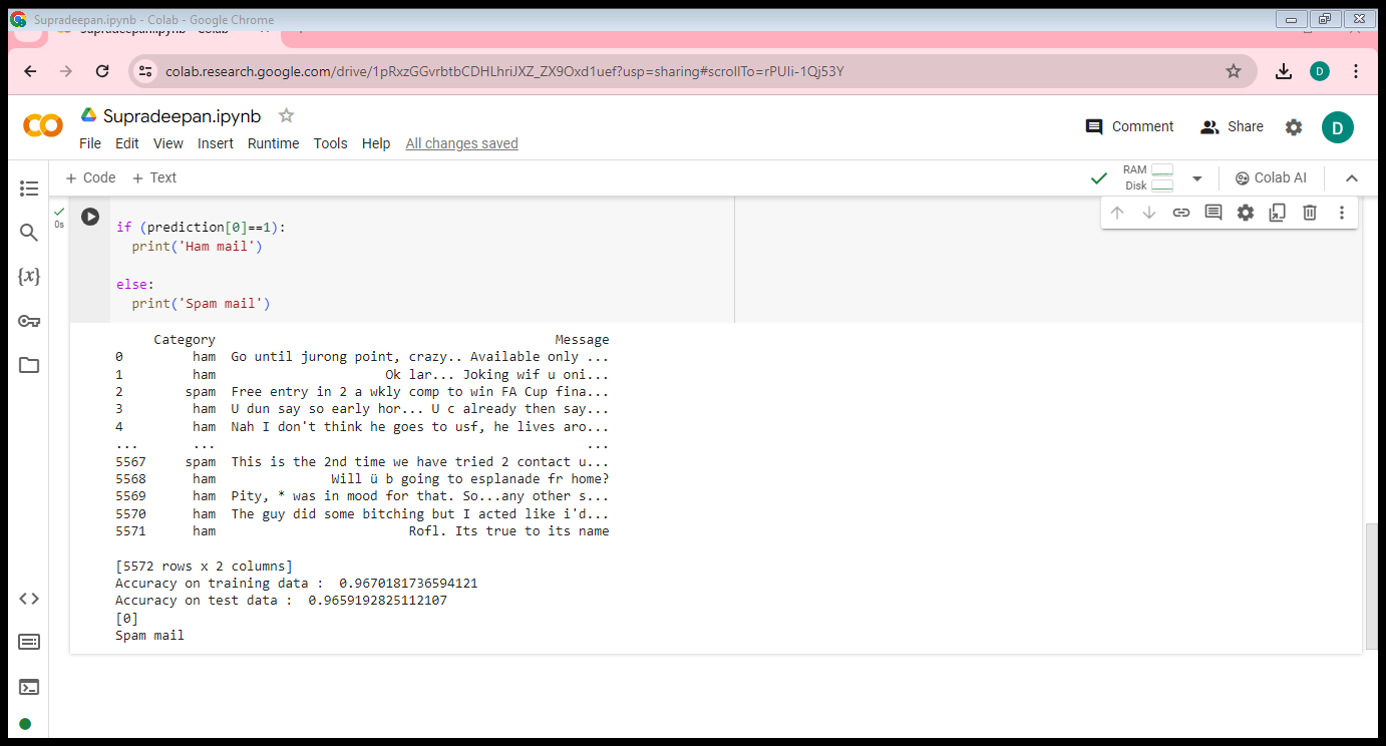 Supradeepan.ipynb - Colab - Google Chrome
Supradeepan.ipynb - Colab
colab.research.google.com/drive/1pRxzGGvrbtbCDHLhriJXZ_ZX9Oxd1uef?usp=sharing#scrollTo=rPUIi-1Qj53Y
D
CO
Supradeepan.ipynb
File Edit View Insert Runtime Tools Help All changes saved
Comment Share D
+ Code + Text
RAM
Disk
Colab AI
{x}
0s
if (prediction[0]==1):
print('Ham mail')
else:
print('Spam mail')
Category Message
0 ham Go until jurong point, crazy.. Available only ...
1 ham Ok lar... Joking wif u oni...
2 spam Free entry in 2 a wkly comp to win FA Cup fina...
3 ham U dun say so early hor... U c already then say...
4 ham Nah I don't think he goes to usf, he lives aro...
... ... ...
5567 spam This is the 2nd time we have tried 2 contact u...
5568 ham Will ü b going to esplanade fr home?
5569 ham Pity, * was in mood for that. So...any other s...
5570 ham The guy did some bitching but I acted like i'd...
5571 ham Rofl. Its true to its name
[5572 rows x 2 columns]
Accuracy on training data : 0.9670181736594121
Accuracy on test data : 0.9659192825112107
[0]
Spam mail